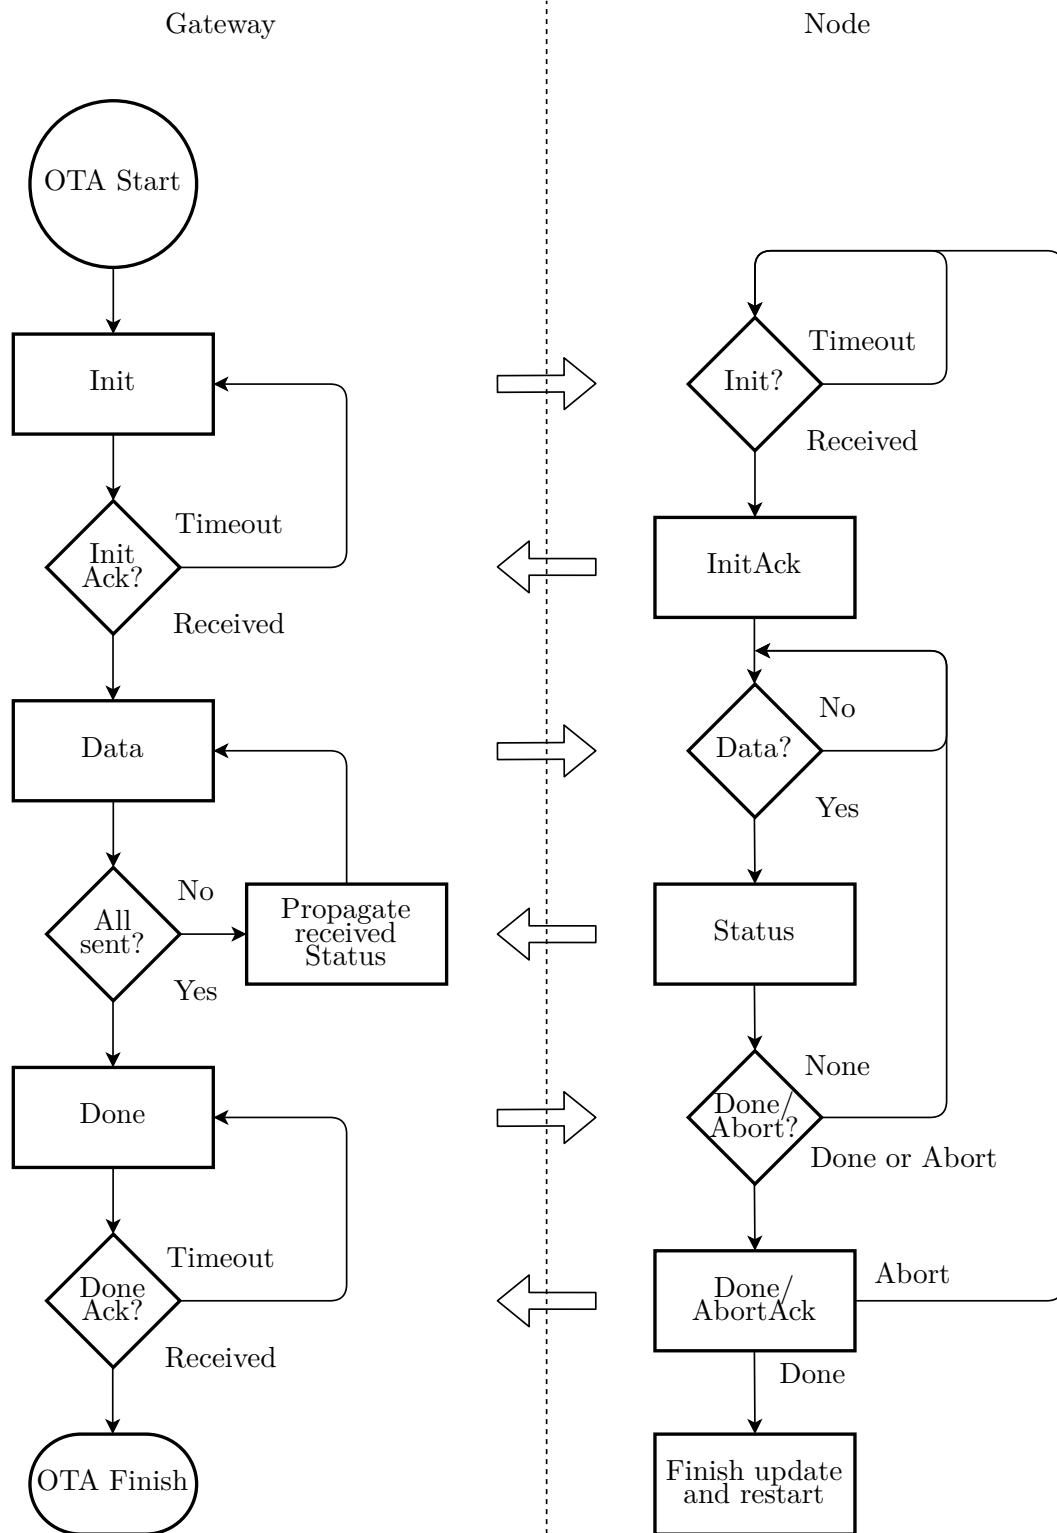 Gateway
Node
OTA Start
Init
Timeout
Init?
Received
Timeout
Init
Ack?
Received
InitAck
Data
No
Data?
Yes
No
All
sent?
Yes
Propagate
received
Status
Status
Done
None
Done/
Abort?
Done or Abort
Timeout
Done
Ack?
Received
Abort
Done/
AbortAck
Done
OTA Finish
Finish update
and restart